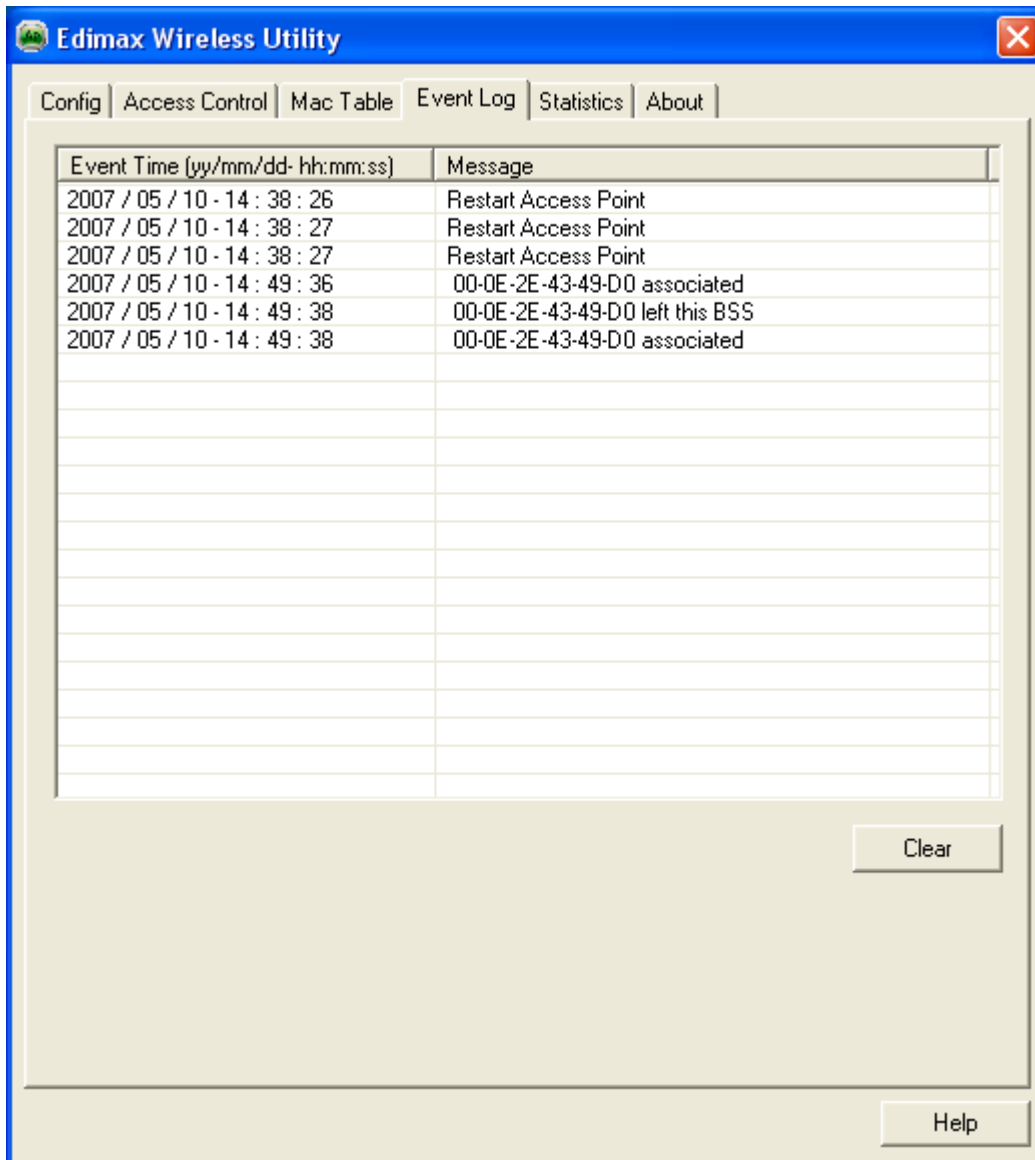 Edimax Wireless Utility
Config Access Control Mac Table Event Log Statistics About
Event Time (yy/mm/dd- hh:mm:ss) Message
2007 / 05 / 10 - 14 : 38 : 26 Restart Access Point
2007 / 05 / 10 - 14 : 38 : 27 Restart Access Point
2007 / 05 / 10 - 14 : 38 : 27 Restart Access Point
2007 / 05 / 10 - 14 : 49 : 36 00-0E-2E-43-49-D0 associated
2007 / 05 / 10 - 14 : 49 : 38 00-0E-2E-43-49-D0 left this BSS
2007 / 05 / 10 - 14 : 49 : 38 00-0E-2E-43-49-D0 associated
Clear
Help